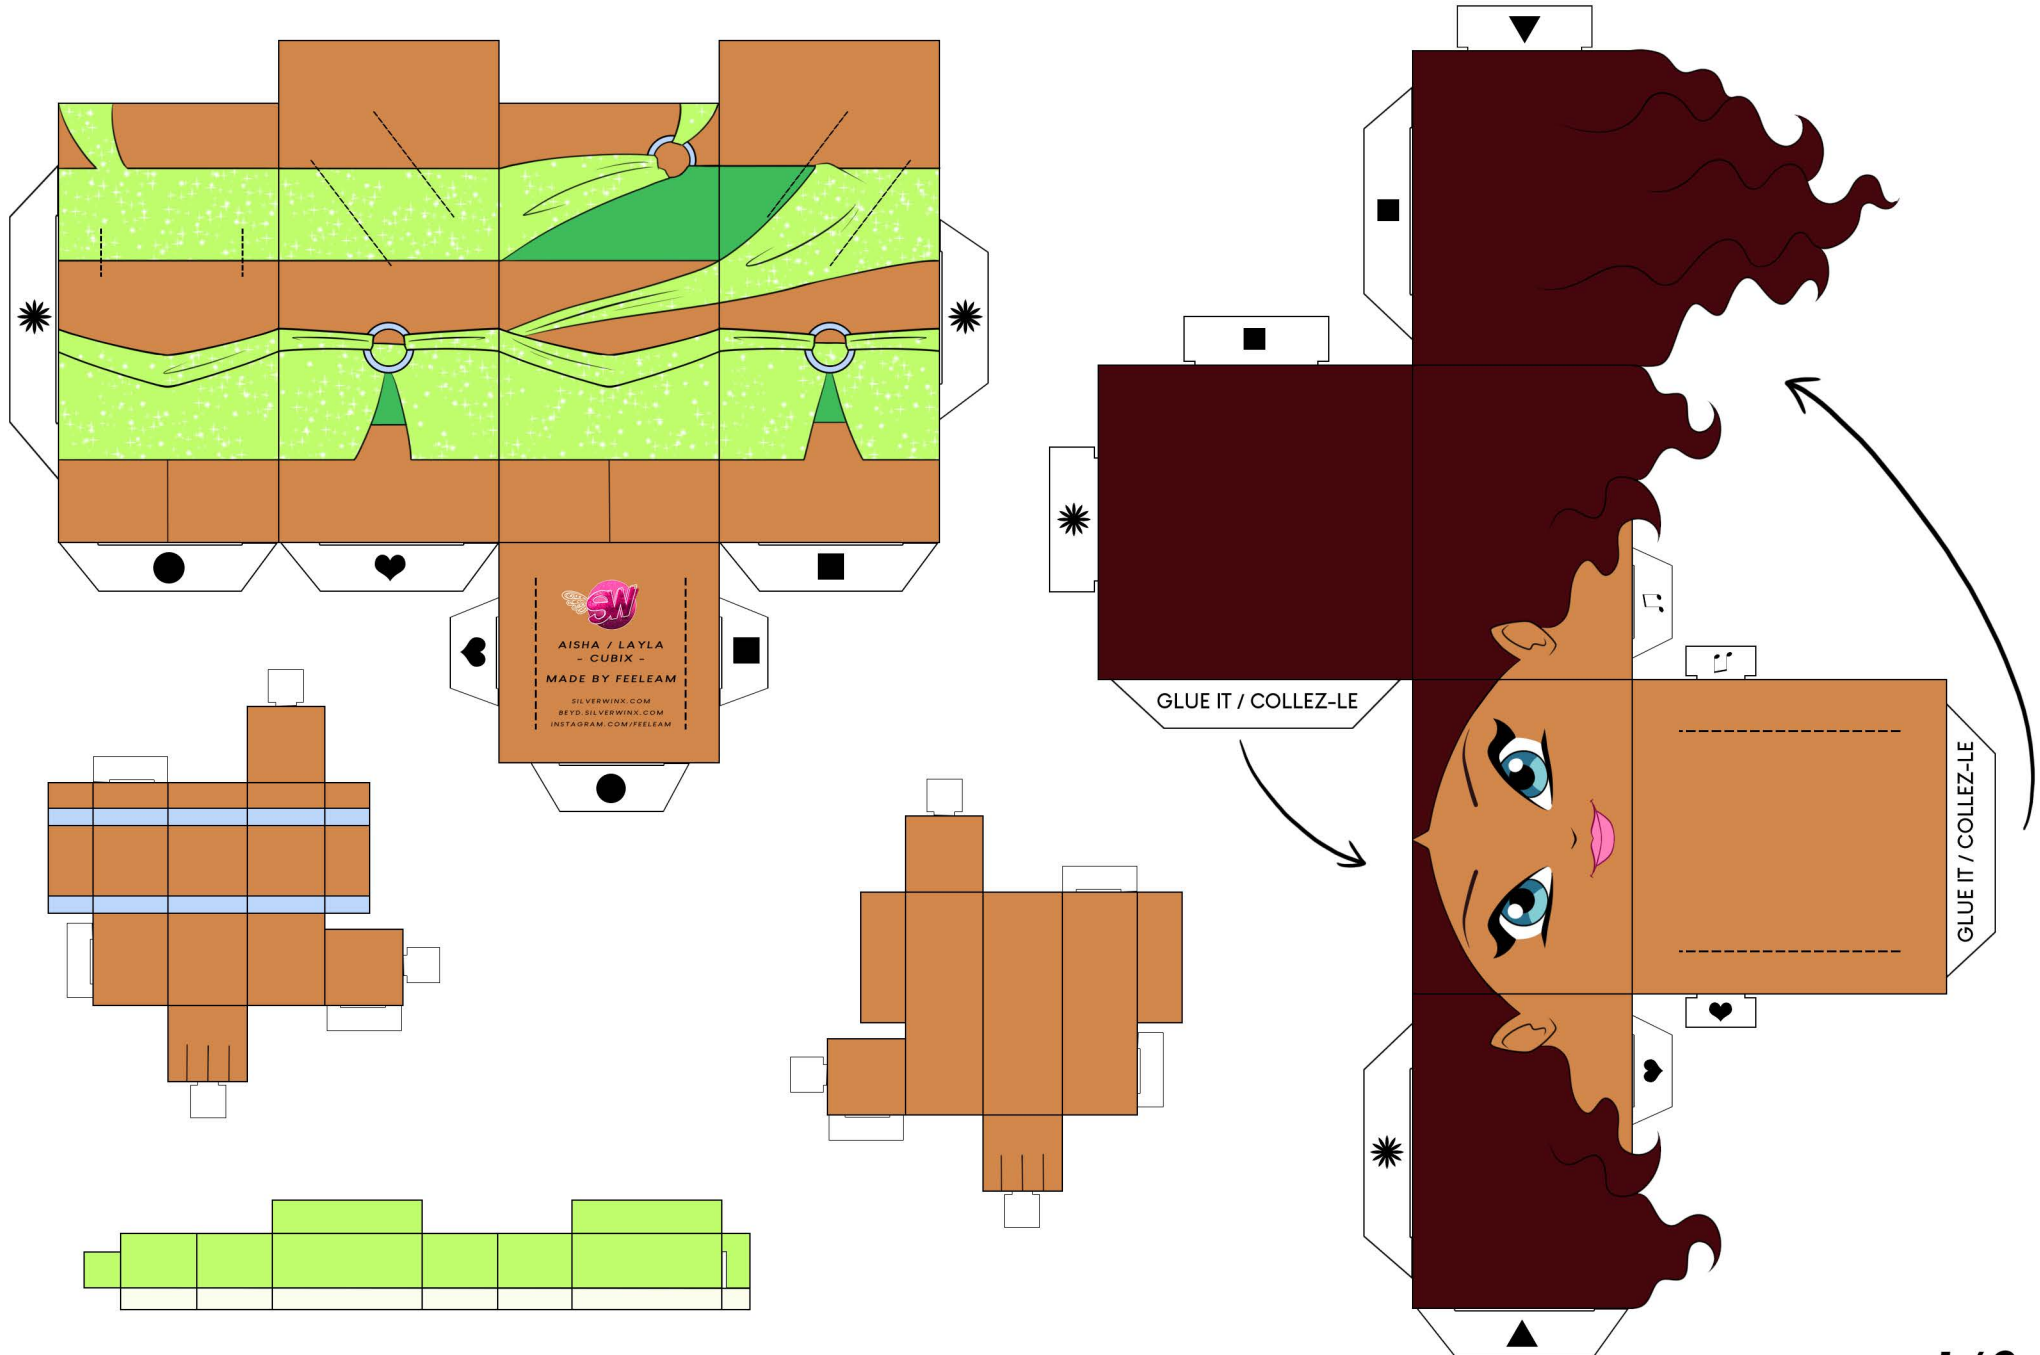 SW
AISHA / LAYLA
- CUBIX -
MADE BY FEELEAM
SILVERWINX.COM
BEYD.SILVERWINX.COM
INSTAGRAM.COM/FEELEAM
GLUE IT / COLLEZ-LE
GLUE IT / COLLEZ-LE